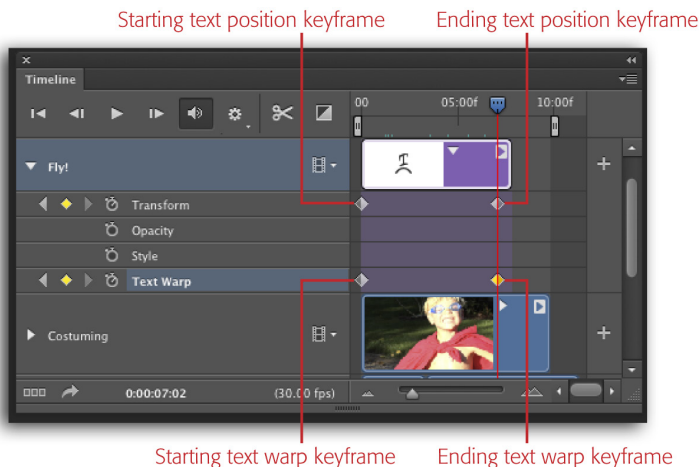 Starting text position keyframe
Ending text position keyframe
Timeline
00 05:00f 10:00f
T
Fly!
Transform
Opacity
Style
Text Warp
Costuming
0:00:07:02 (30.00 fps)
Starting text warp keyframe
Ending text warp keyframe